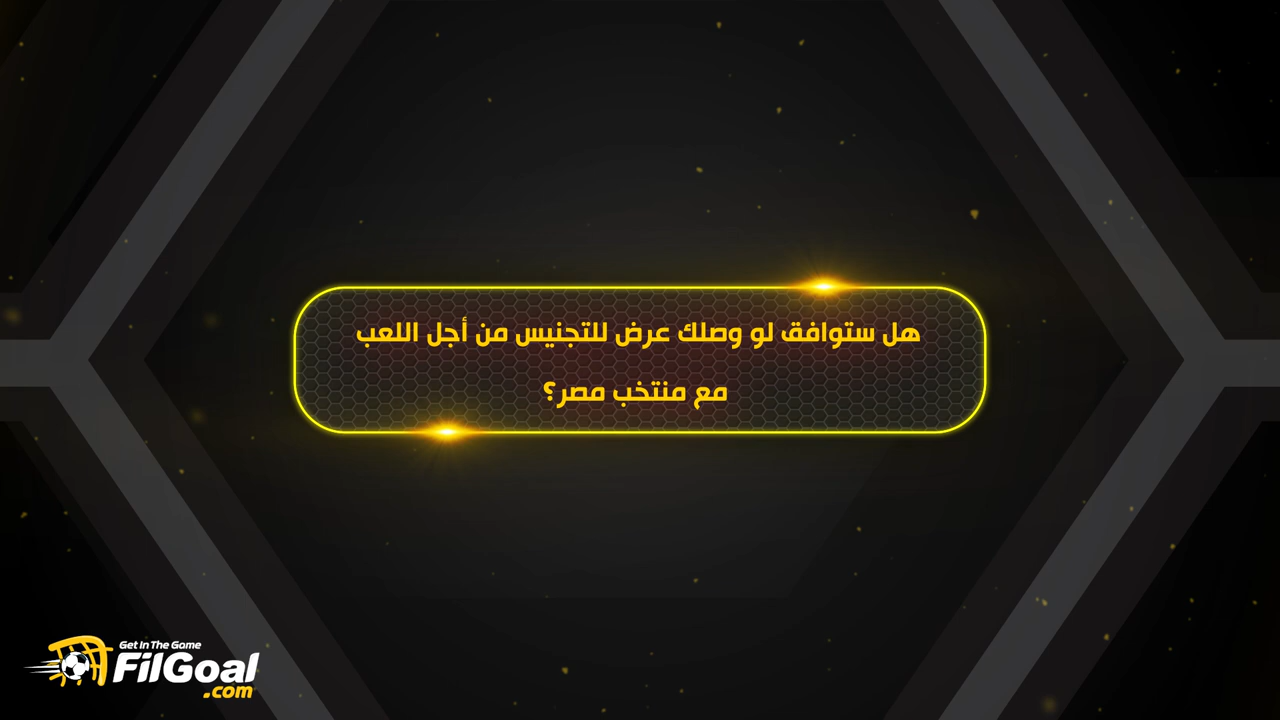 هل ستوافق لو وصلك عرض للتجنيس من أجل اللعب
مع منتخب مصر؟
Get In The Game
FilGoal
.com